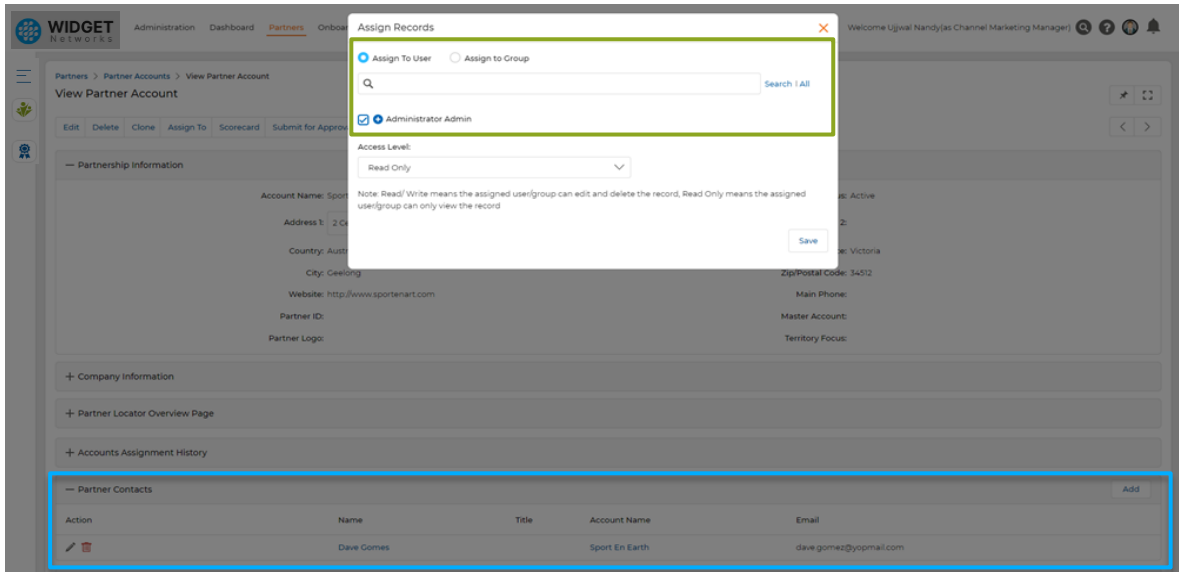 WIDGET
Networks
Administration Dashboard Partners Onboar
Welcome Ujjwal Nandy(as Channel Marketing Manager)
Assign Records
Assign To User Assign to Group
Search | All
Administrator Admin
Access Level:
Read Only
Note: Read/ Write means the assigned user/group can edit and delete the record, Read Only means the assigned
user/group can only view the record
Save
Partners > Partner Accounts > View Partner Account
View Partner Account
Edit Delete Clone Assign To Scorecard Submit for Approva
Partnership Information
Account Name: Sport us: Active
Address 1: 2 Ce 2:
Country: Austr te: Victoria
City: Geelong Zip/Postal Code: 34512
Website: http://www.sportenart.com Main Phone:
Partner ID: Master Account:
Partner Logo: Territory Focus:
Company Information
Partner Locator Overview Page
Accounts Assignment History
Partner Contacts Add
Action Name Title Account Name Email
Dave Gomes Sport En Earth dave.gomez@yopmail.com